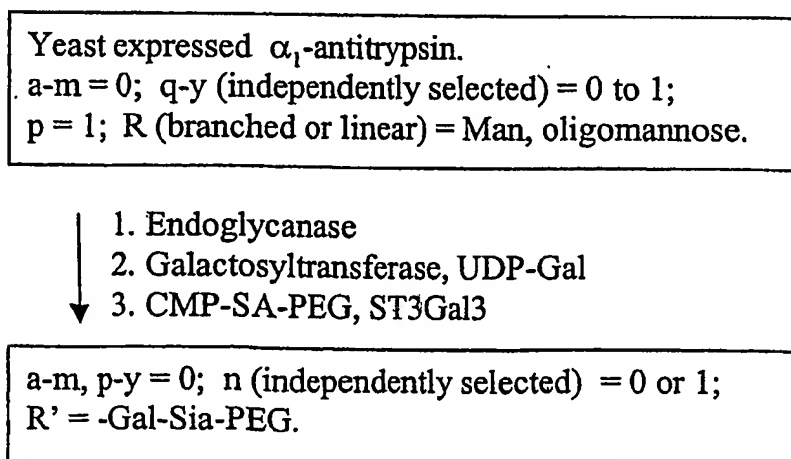 Yeast expressed α₁-antitrypsin.
a-m = 0; q-y (independently selected) = 0 to 1;
p = 1; R (branched or linear) = Man, oligomannose.
1. Endoglycanase
2. Galactosyltransferase, UDP-Gal
3. CMP-SA-PEG, ST3Gal3
a-m, p-y = 0; n (independently selected) = 0 or 1;
R' = -Gal-Sia-PEG.